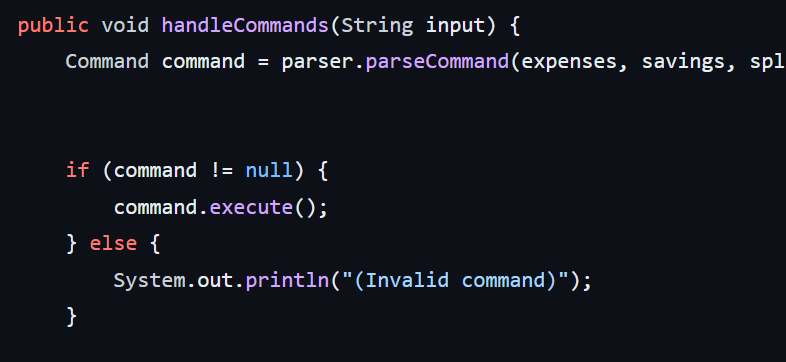 public void handleCommands(String input) {
    Command command = parser.parseCommand(expenses, savings, spl
    if (command != null) {
        command.execute();
    } else {
        System.out.println("(Invalid command)");
    }